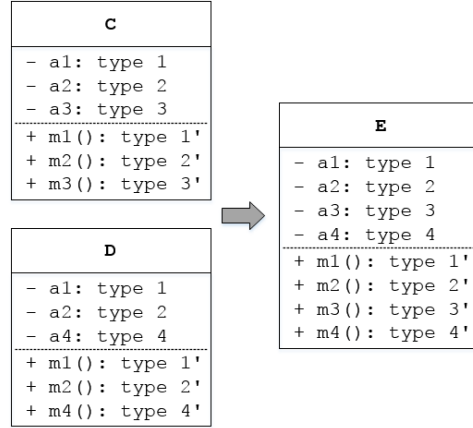 C
- a1: type 1
- a2: type 2
- a3: type 3
+ m1(): type 1'
+ m2(): type 2'
+ m3(): type 3'
D
- a1: type 1
- a2: type 2
- a4: type 4
+ m1(): type 1'
+ m2(): type 2'
+ m4(): type 4'
E
- a1: type 1
- a2: type 2
- a3: type 3
- a4: type 4
+ m1(): type 1'
+ m2(): type 2'
+ m3(): type 3'
+ m4(): type 4'